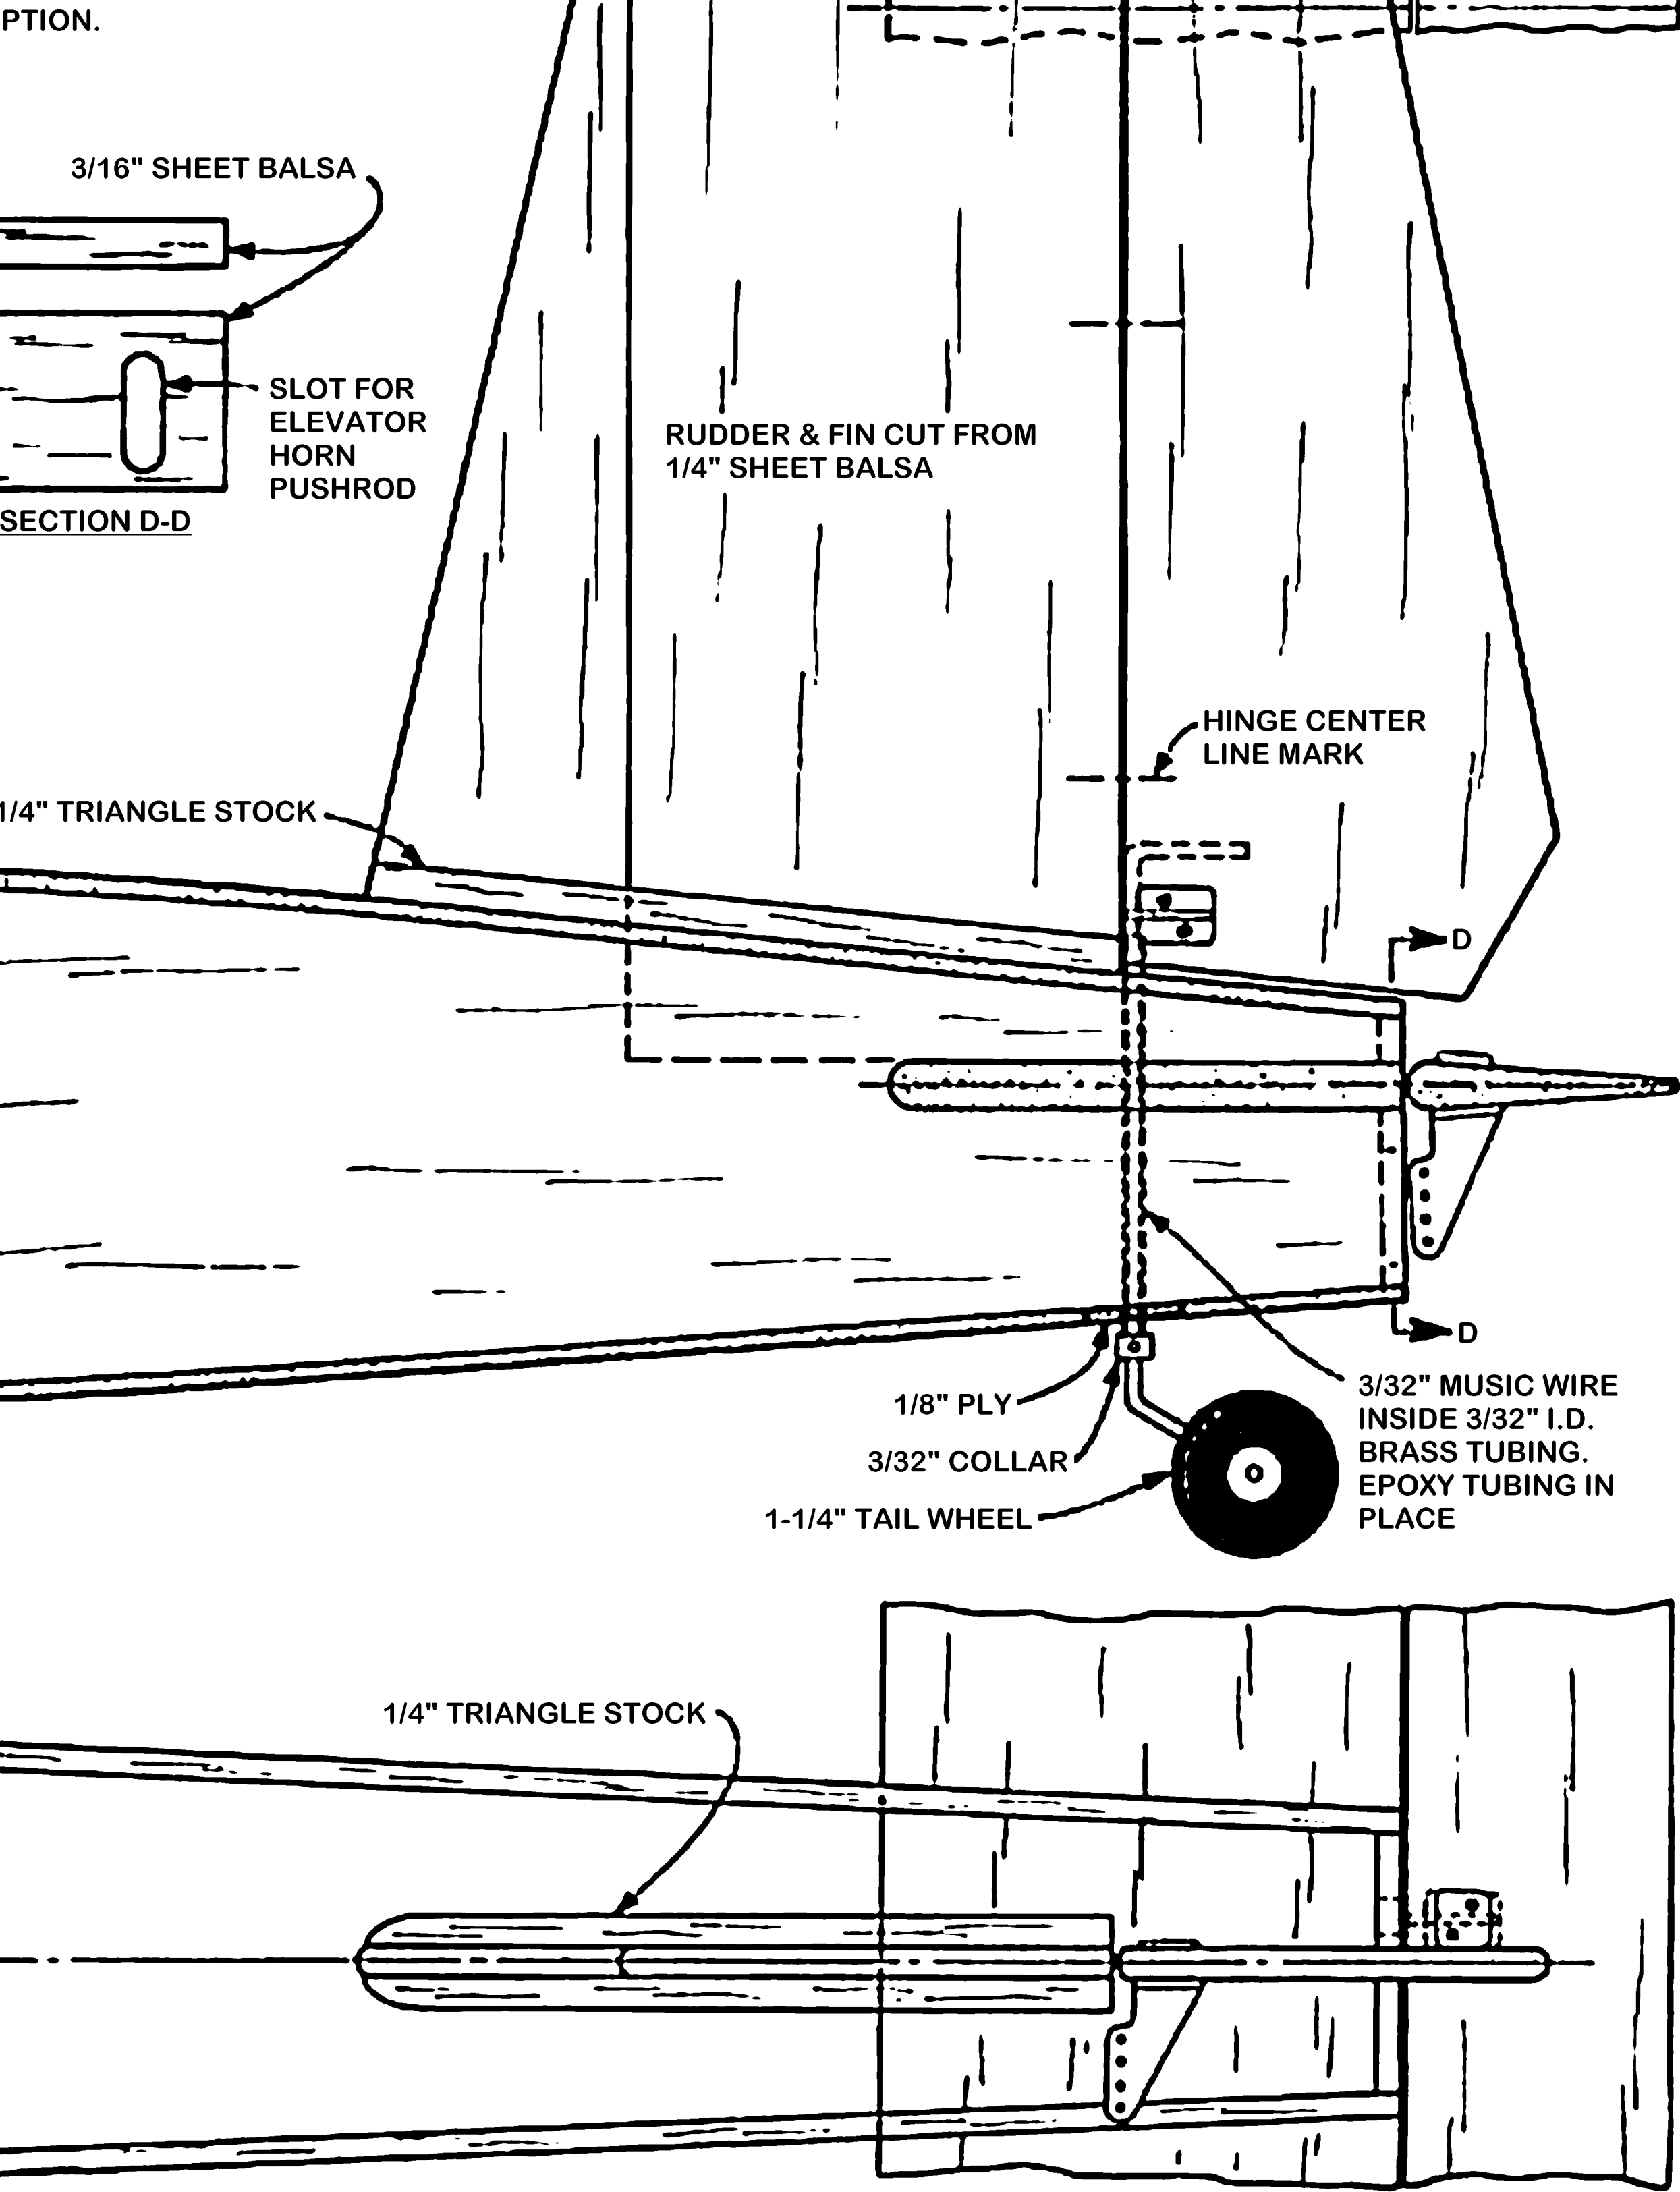 PTION.
3/16" SHEET BALSA
SLOT FOR
ELEVATOR
HORN
PUSHROD
SECTION D-D
RUDDER & FIN CUT FROM
1/4" SHEET BALSA
HINGE CENTER
LINE MARK
1/4" TRIANGLE STOCK
D
D
1/8" PLY
3/32" COLLAR
1-1/4" TAIL WHEEL
3/32" MUSIC WIRE
INSIDE 3/32" I.D.
BRASS TUBING.
EPOXY TUBING IN
PLACE
1/4" TRIANGLE STOCK